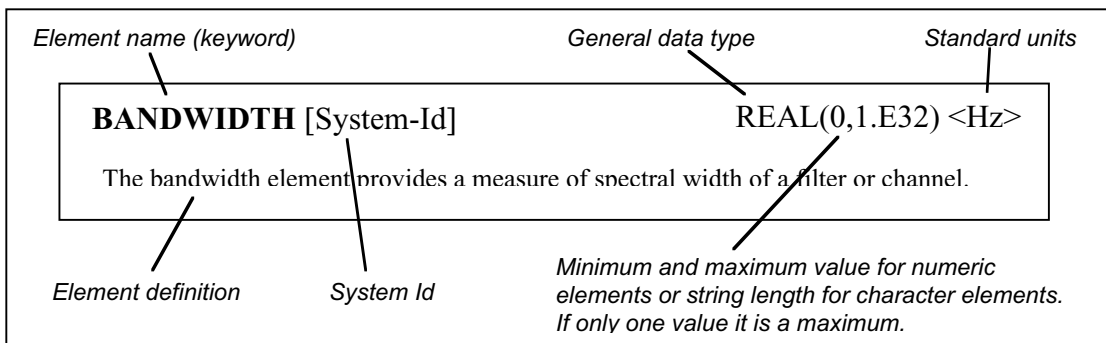 Element name (keyword) General data type Standard units
BANDWIDTH [System-Id] REAL(0,1.E32) <Hz>
The bandwidth element provides a measure of spectral width of a filter or channel.
Element definition System Id Minimum and maximum value for numeric
elements or string length for character elements.
If only one value it is a maximum.